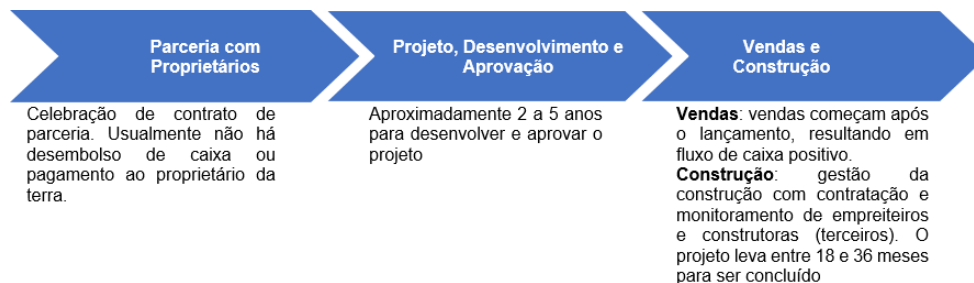 Parceria com
Proprietários
Projeto, Desenvolvimento e
Aprovação
Vendas e
Construção
Celebração de contrato de
parceria. Usualmente não há
desembolso de caixa ou
pagamento ao proprietário da
terra.
Aproximadamente 2 a 5 anos
para desenvolver e aprovar o
projeto
Vendas: vendas começam após
o lançamento, resultando em
fluxo de caixa positivo.
Construção: gestão da
construção com contratação e
monitoramento de empreiteiros
e construtoras (terceiros). O
projeto leva entre 18 e 36 meses
para ser concluído